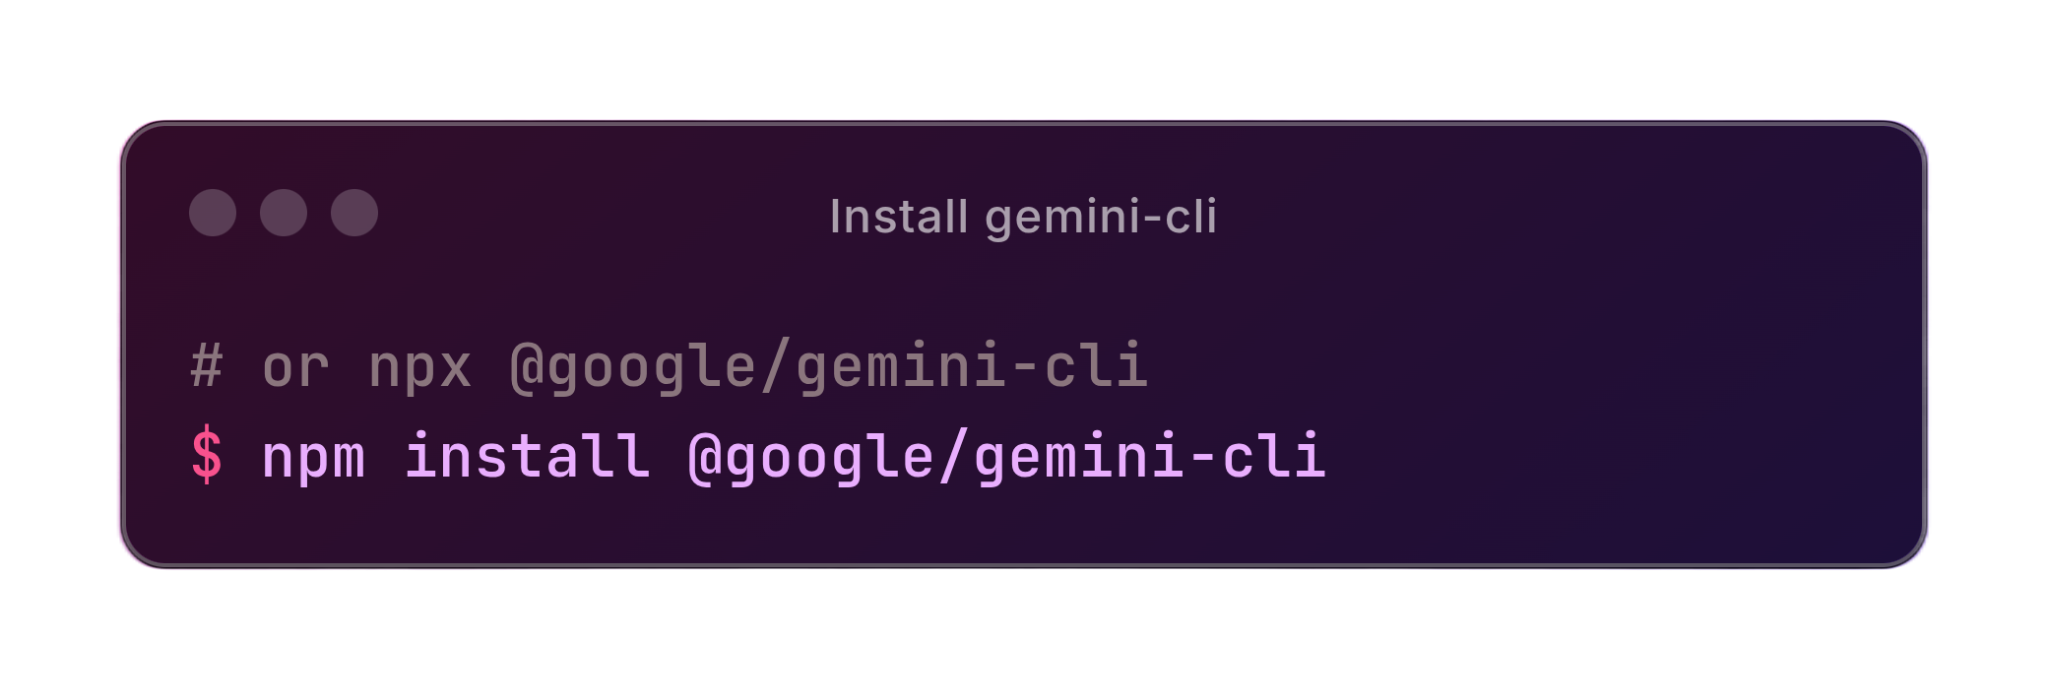 Install gemini-cli
# or npx @google/gemini-cli
$ npm install @google/gemini-cli